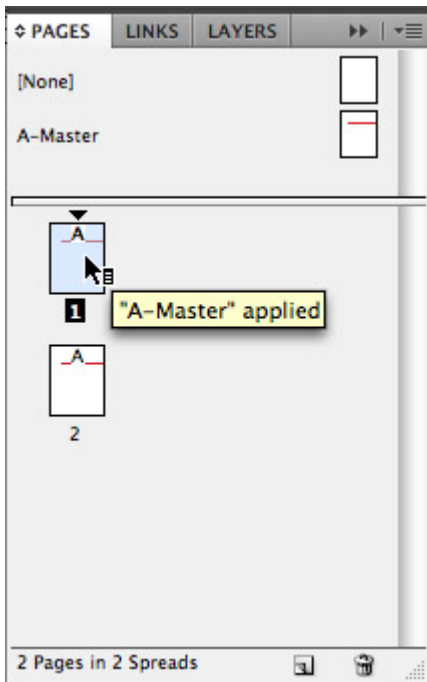 PAGES LINKS LAYERS
[None]
A-Master
A
1
"A-Master" applied
A
2
2 Pages in 2 Spreads